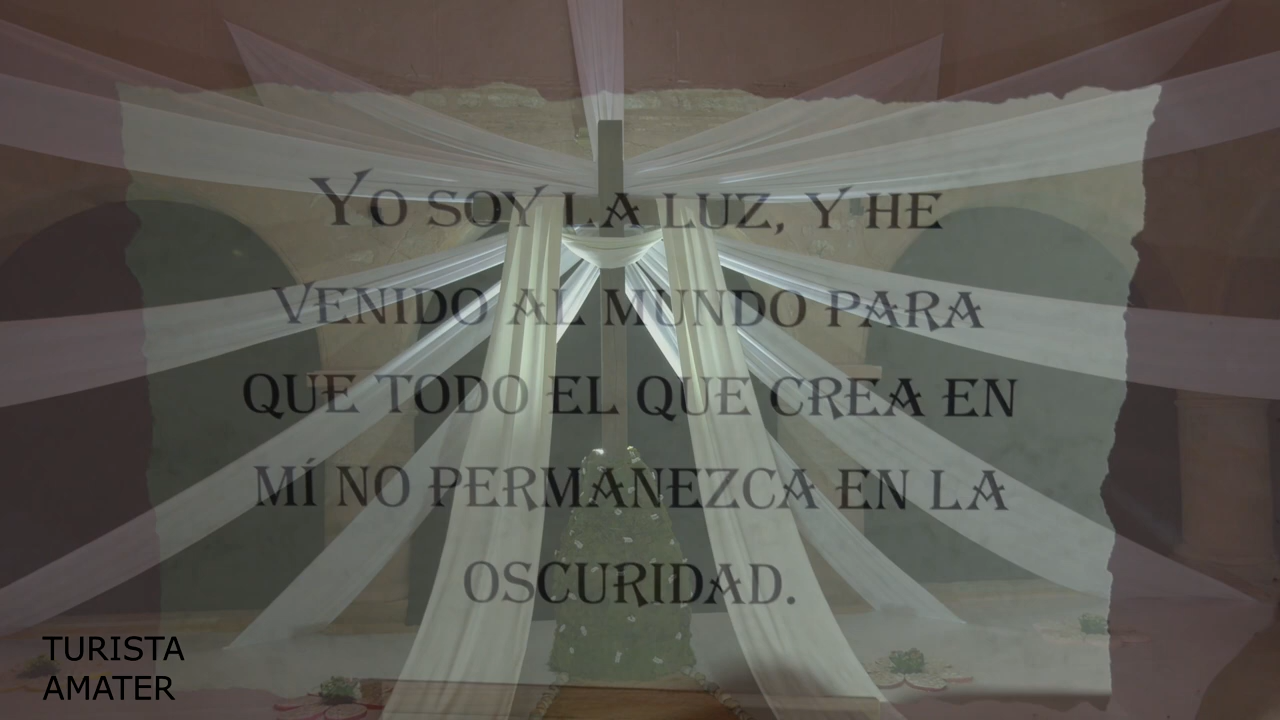 YO SOY LA LUZ, Y HE
VENIDO AL MUNDO PARA
QUE TODO EL QUE CREA EN
MÍ NO PERMANEZCA EN LA
OSCURIDAD.
TURISTA
AMATER